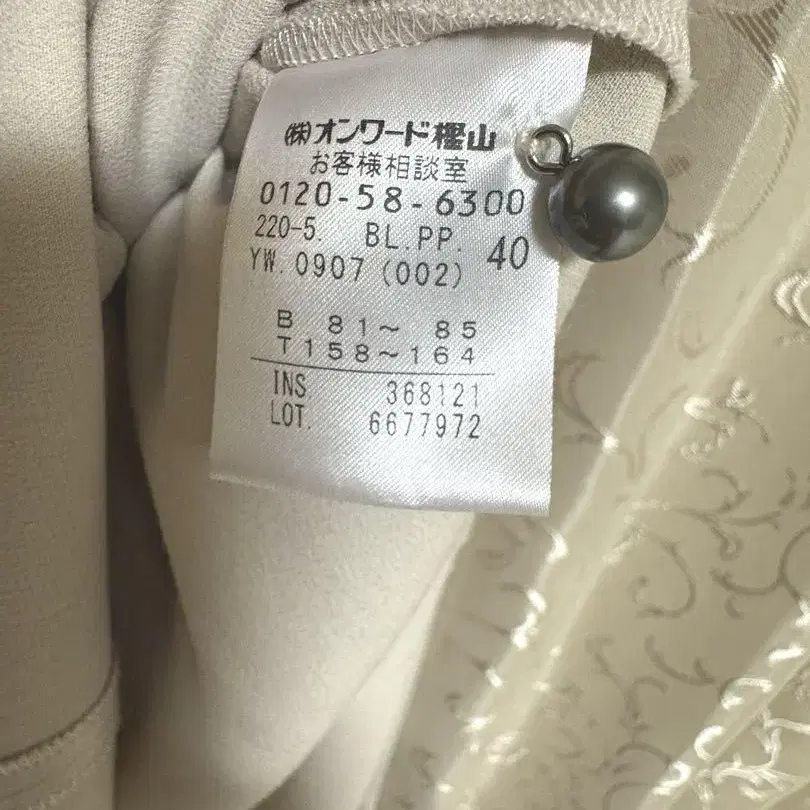 ㈱オンワード樫山
お客様相談室
0120-58-6300
220-5. BL.PP. 40
YW. 0907 (002)
B 81～ 85
T158～164
INS. 368121
LOT. 6677972